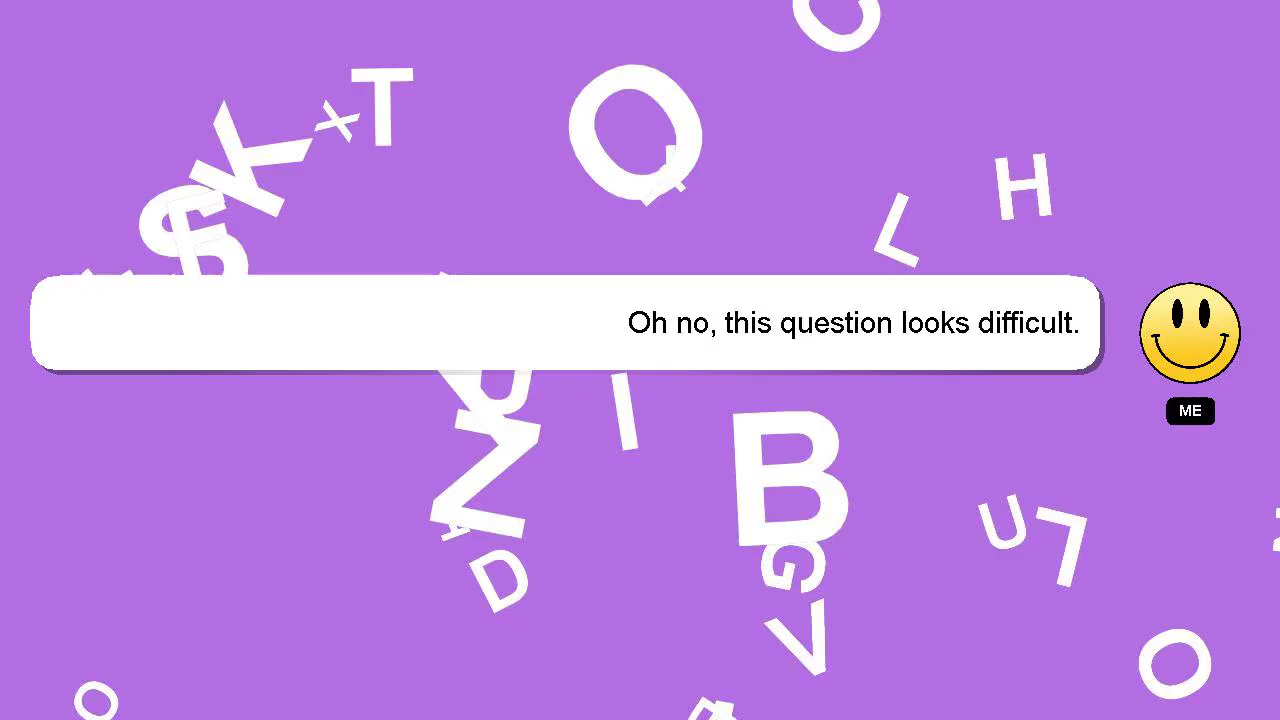 T
X
K
S
O
L
H
Oh no, this question looks difficult.
ME
I
Z
B
D
G
V
U
L
O
O